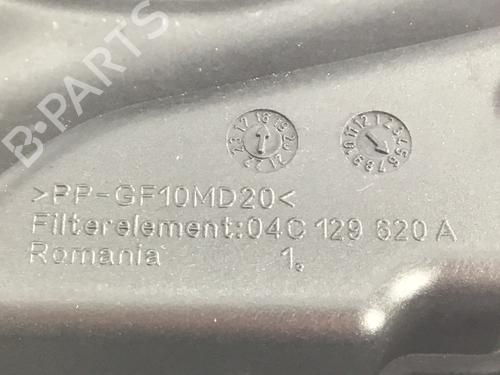 B-PARTS
>PP-GF10MD20<
Filterelement:04C 129 620 A
Romania 1.